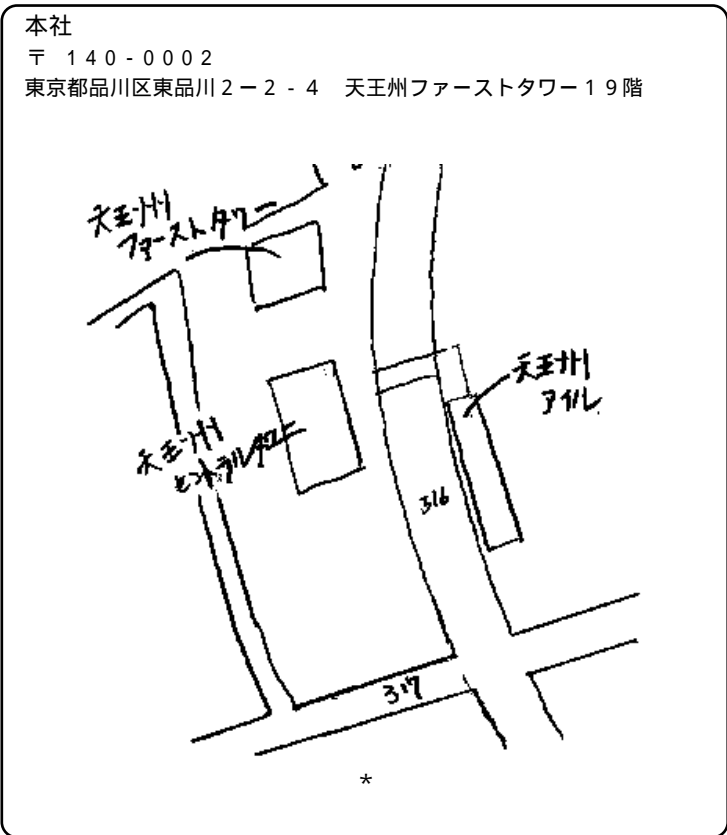 本社
〒 140-0002
東京都品川区東品川2ー2-4 天王州ファーストタワー19階
天王州
ファーストタワー
天王州
アイル
天王州
セントラルタワー
316
317
*